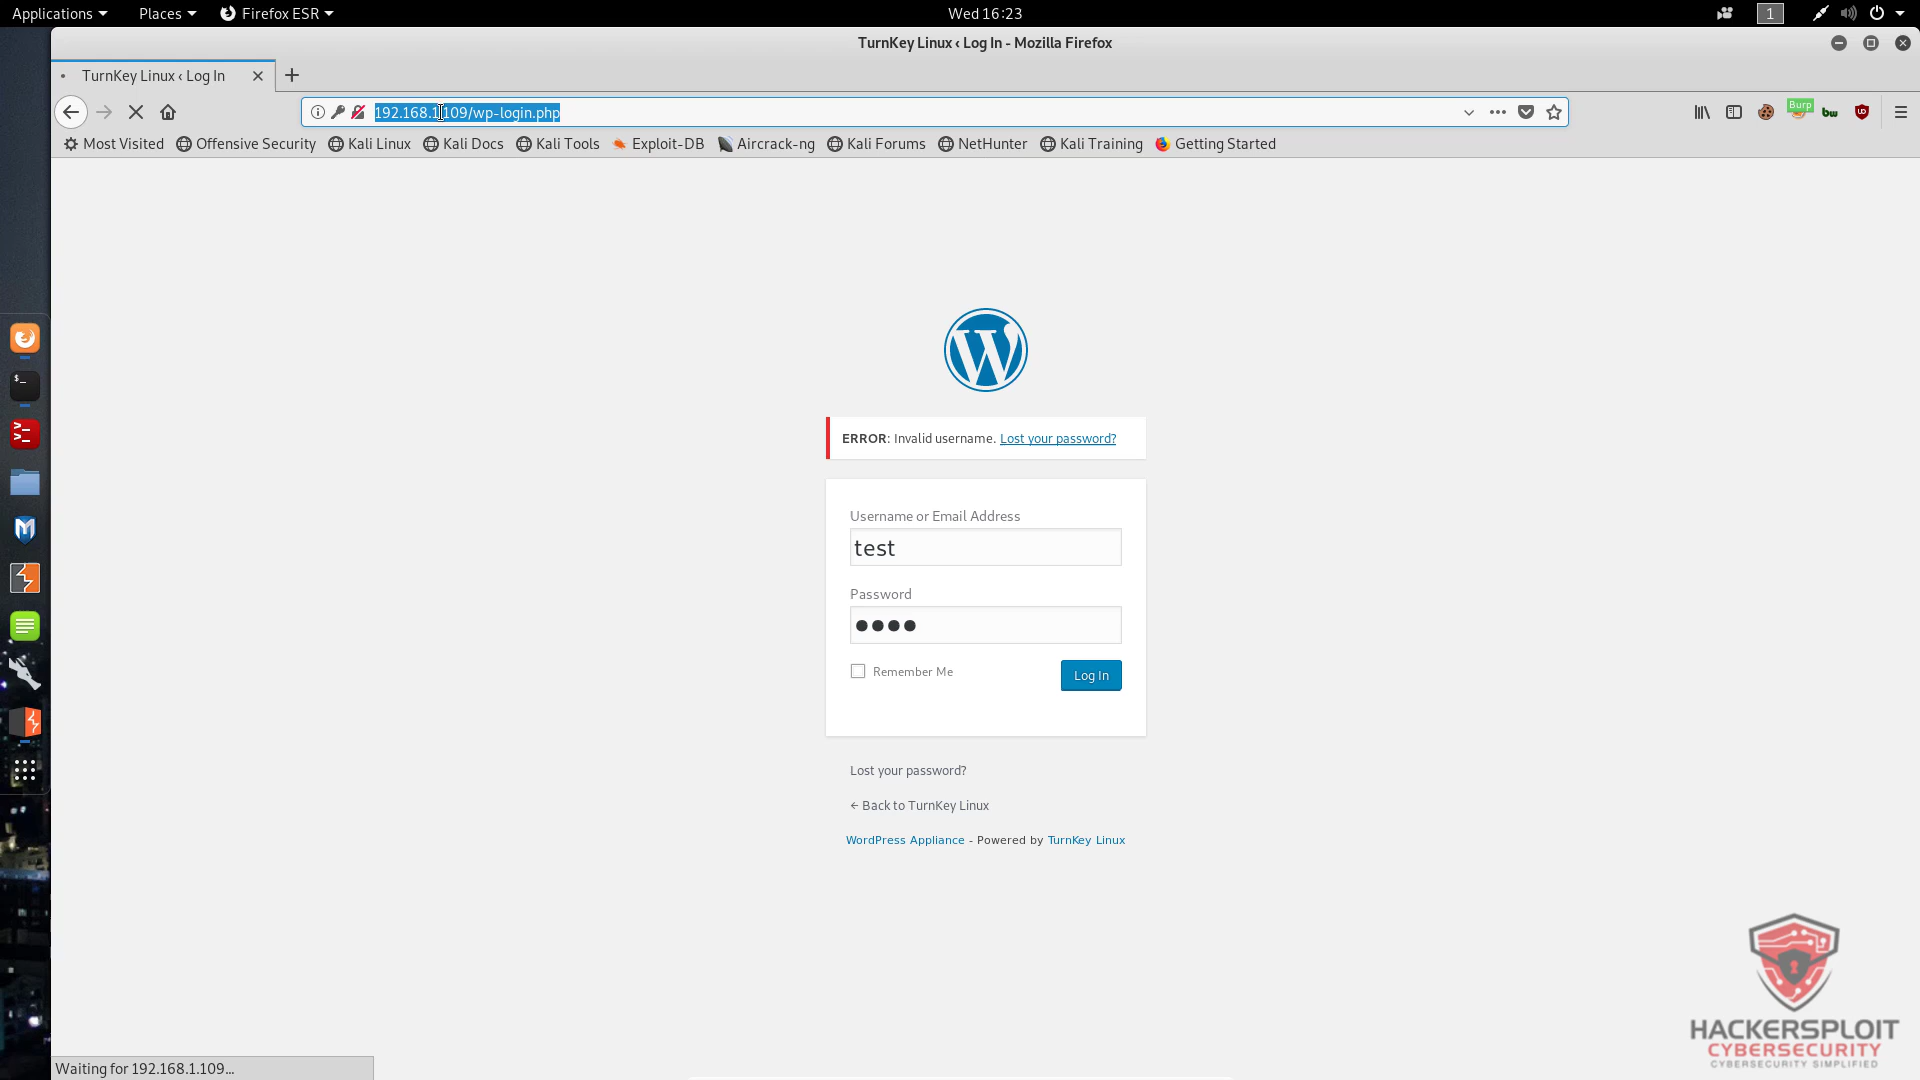 Applications Places Firefox ESR Wed 16:23 1
TurnKey Linux ‹ Log In - Mozilla Firefox
TurnKey Linux ‹ Log In
192.168.1.109/wp-login.php
Burp
Most Visited Offensive Security Kali Linux Kali Docs Kali Tools Exploit-DB Aircrack-ng Kali Forums NetHunter Kali Training Getting Started
ERROR: Invalid username. Lost your password?
Username or Email Address
test
Password
Remember Me Log In
Lost your password?
← Back to TurnKey Linux
WordPress Appliance - Powered by TurnKey Linux
HACKERSPLOIT
CYBERSECURITY
CYBERSECURITY SIMPLIFIED
Waiting for 192.168.1.109...